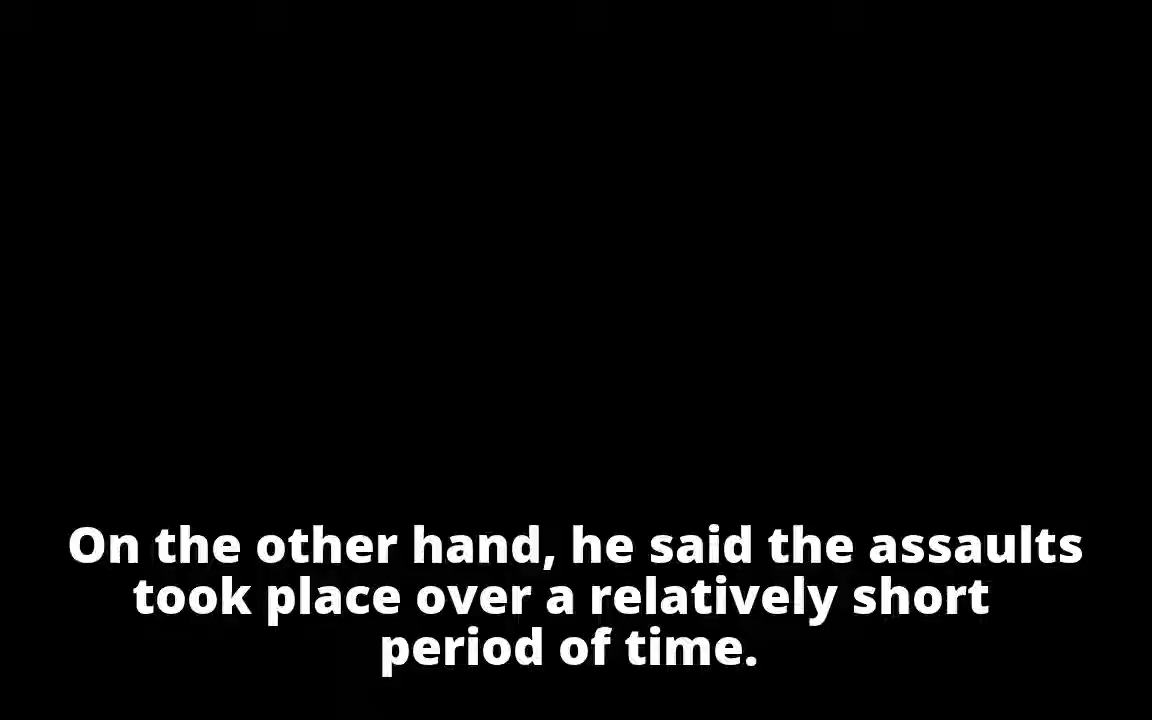 On the other hand, he said the assaults
took place over a relatively short
period of time.